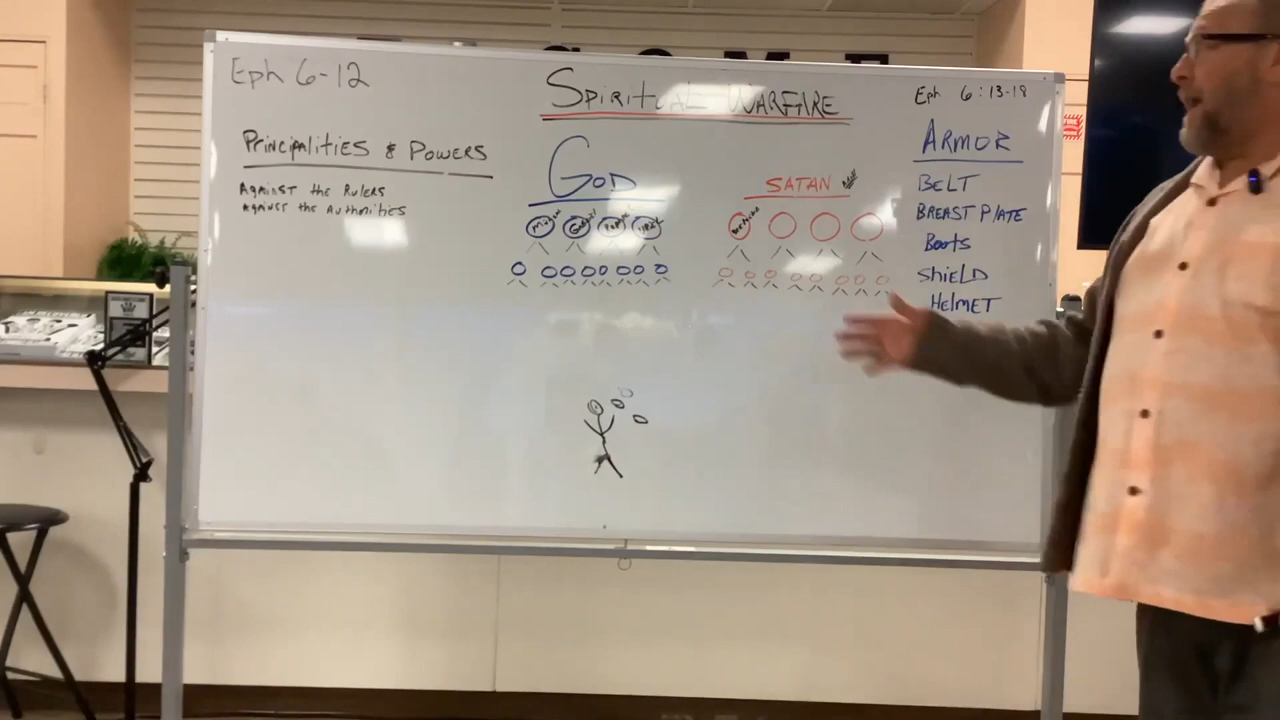 Eph 6-12
Principalities & Powers
Against the Rulers
Against the Authorities
Spiritual Warfare
God
Satan
Eph 6:13-18
Armor
Belt
Breast Plate
Boots
Shield
Helmet